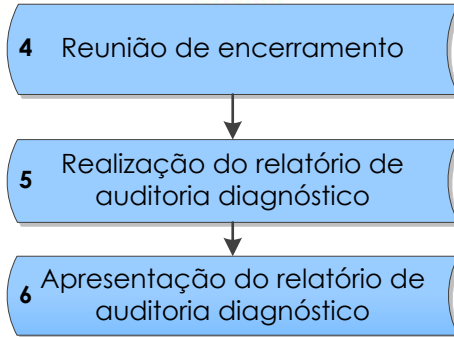 4 Reunião de encerramento
Realização do relatório de
5
auditoria diagnóstico
Apresentação do relatório de
6
auditoria diagnóstico